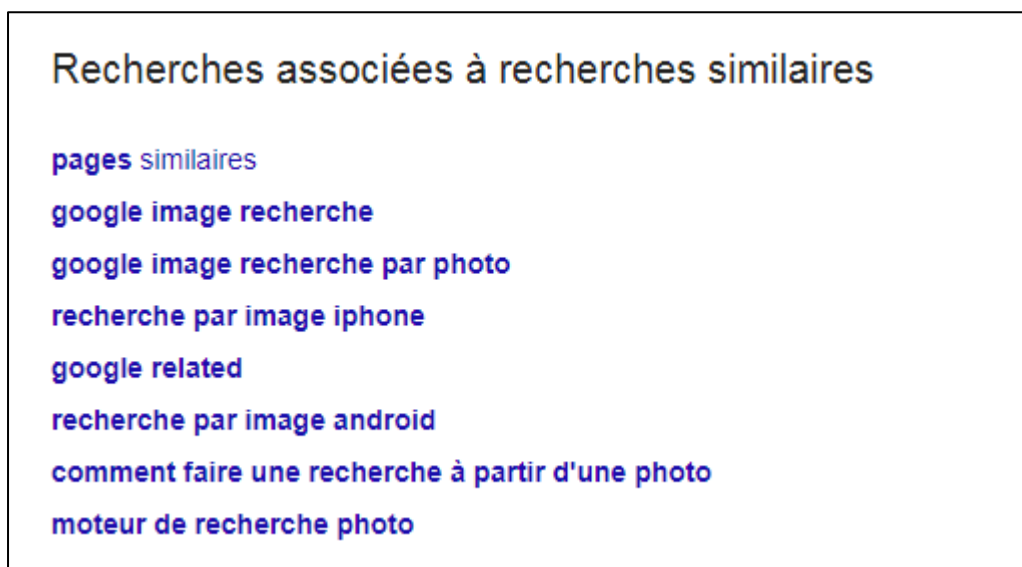 Recherches associées à recherches similaires
pages similaires
google image recherche
google image recherche par photo
recherche par image iphone
google related
recherche par image android
comment faire une recherche à partir d'une photo
moteur de recherche photo